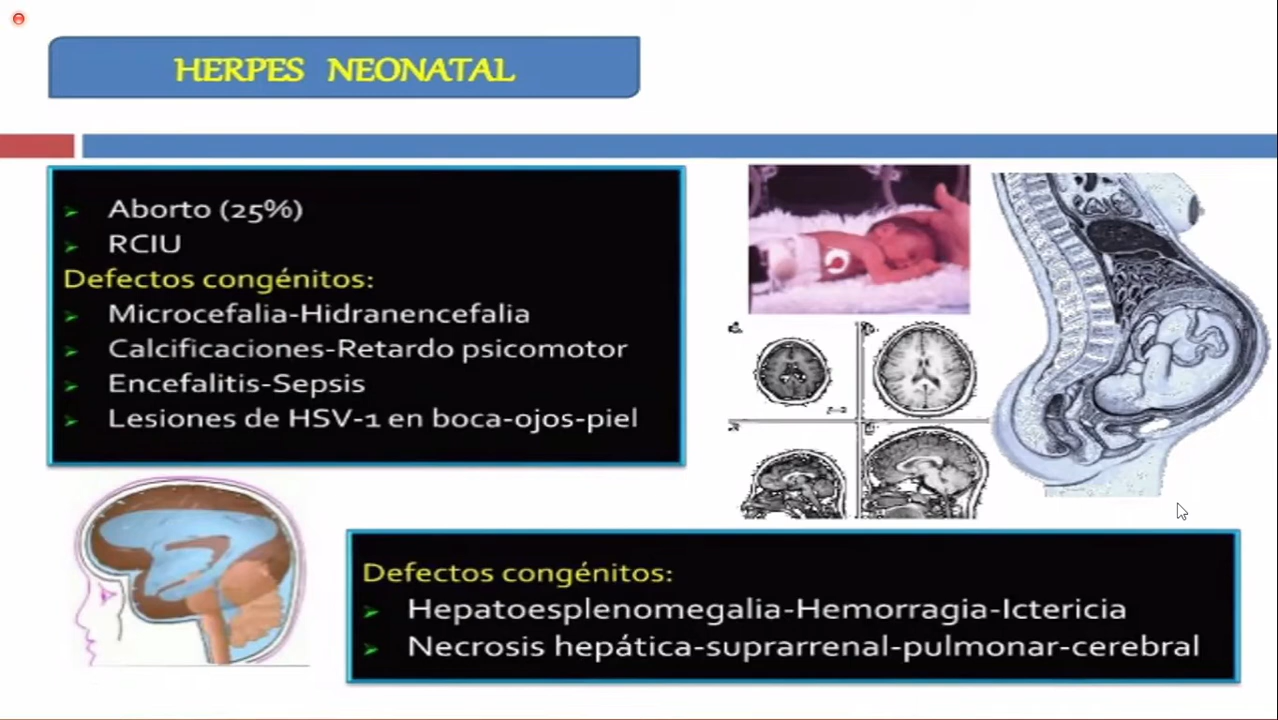 HERPES NEONATAL
Aborto (25%)
RCIU
Defectos congénitos:
Microcefalia-Hidranencefalia
Calcificaciones-Retardo psicomotor
Encefalitis-Sepsis
Lesiones de HSV-1 en boca-ojos-piel
Defectos congénitos:
Hepatoesplenomegalia-Hemorragia-Ictericia
Necrosis hepática-suprarrenal-pulmonar-cerebral